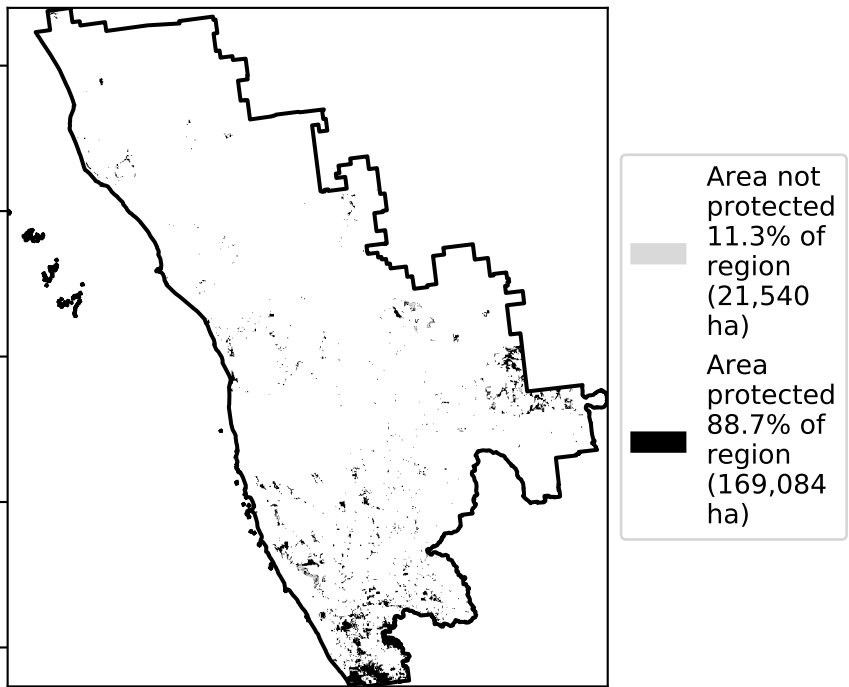 Area not
protected
11.3% of
region
(21,540
ha)
Area
protected
88.7% of
region
(169,084
ha)